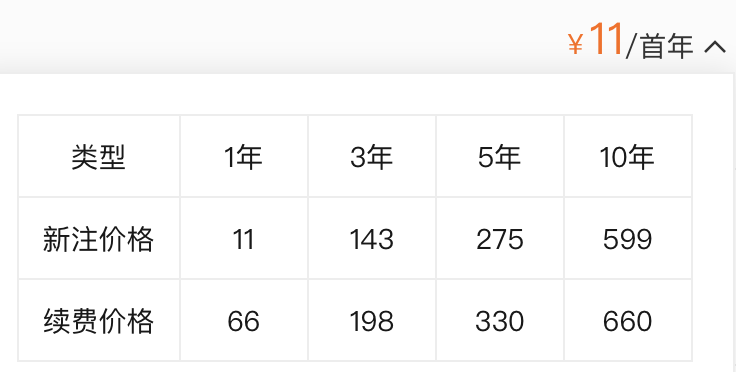 ¥11/首年
类型 1年 3年 5年 10年
新注价格 11 143 275 599
续费价格 66 198 330 660